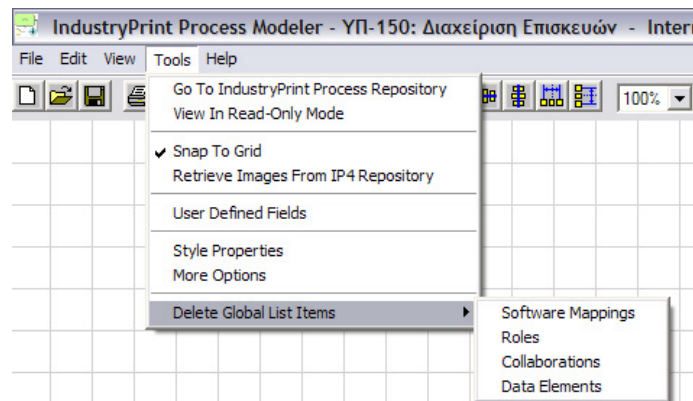 IndustryPrint Process Modeler - ΥΠ-150: Διαχείριση Επισκευών - Inter
File Edit View Tools Help
100%
Go To IndustryPrint Process Repository
View In Read-Only Mode
Snap To Grid
Retrieve Images From IP4 Repository
User Defined Fields
Style Properties
More Options
Delete Global List Items
Software Mappings
Roles
Collaborations
Data Elements